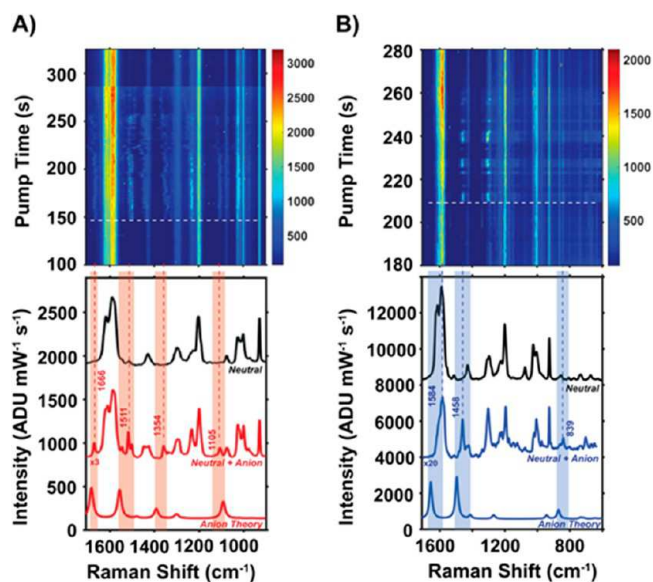 A)
Pump Time (s)
300
250
200
150
100
3000
2500
2000
1500
1000
500
Intensity (ADU mW⁻¹ s⁻¹)
2500
2000
1500
1000
500
0
Neutral
1666
1511
1354
1105
x3
Neutral + Anion
Anion Theory
1600 1400 1200 1000
Raman Shift (cm⁻¹)
B)
Pump Time (s)
280
260
240
220
200
180
2000
1500
1000
500
Intensity (ADU mW⁻¹ s⁻¹)
14000
12000
10000
8000
6000
4000
2000
0
Neutral
1584
1458
839
x20
Neutral + Anion
Anion Theory
1600 1200 800
Raman Shift (cm⁻¹)